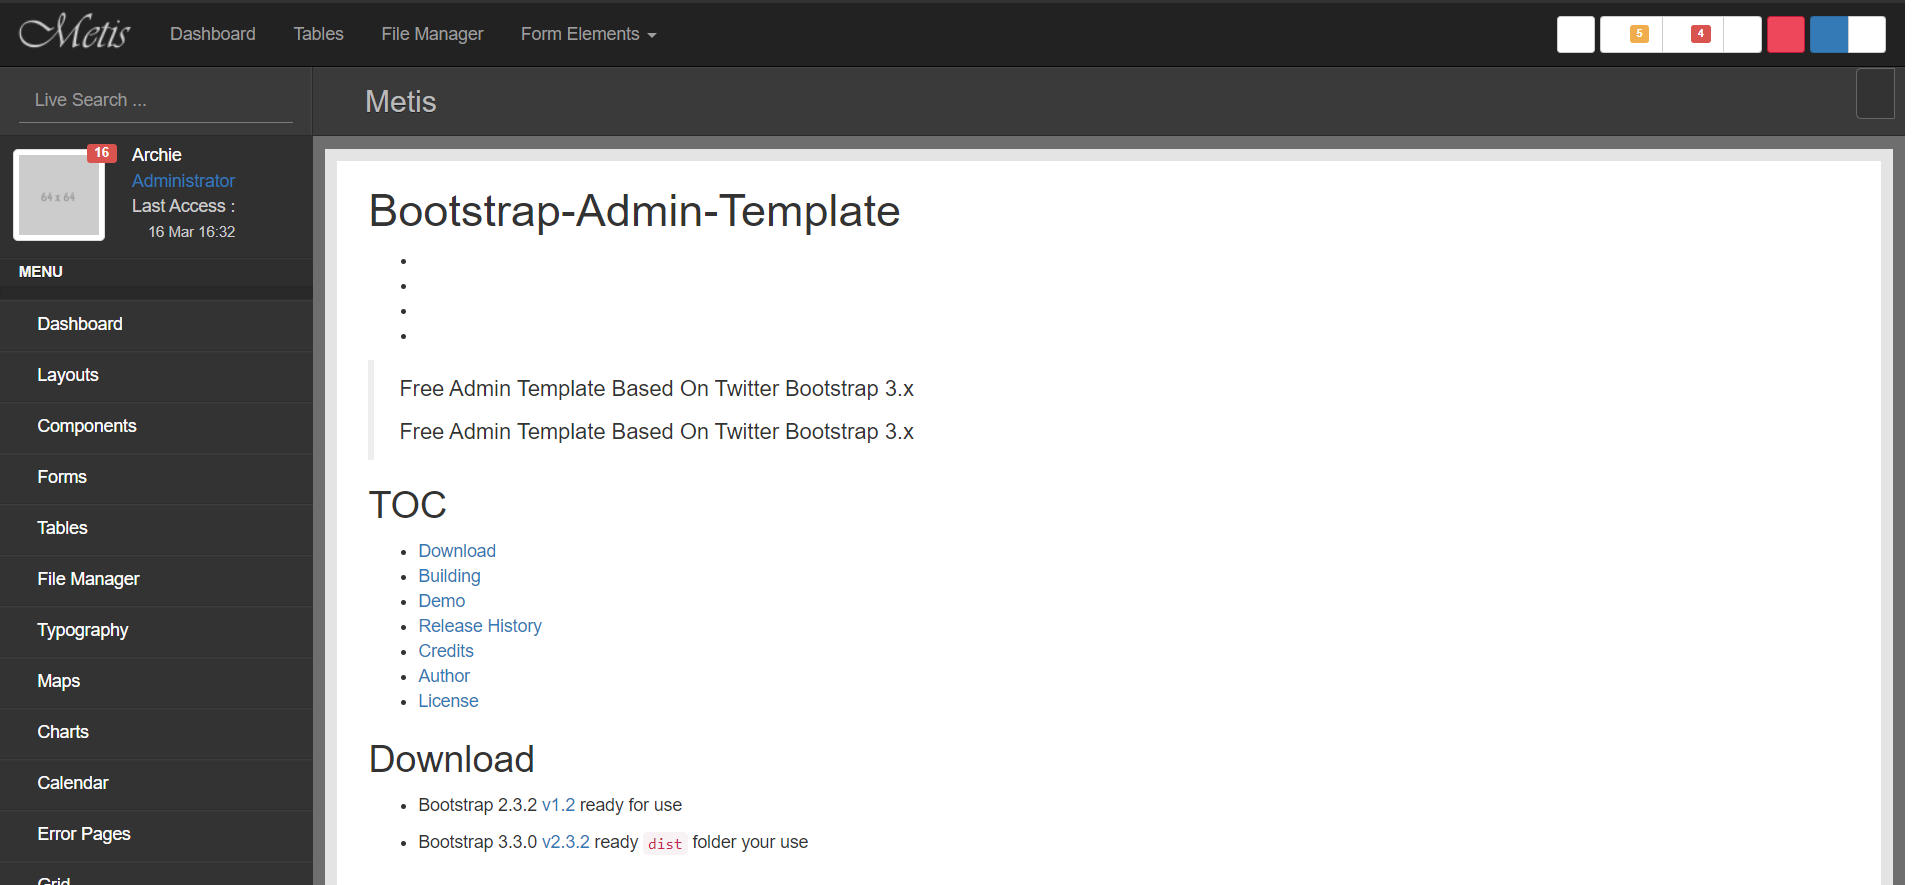 Metis Dashboard Tables File Manager Form Elements 5 4
Live Search ...
Metis
16
64 x 64
Archie
Administrator
Last Access :
16 Mar 16:32
MENU
Dashboard
Layouts
Components
Forms
Tables
File Manager
Typography
Maps
Charts
Calendar
Error Pages
Grid
Bootstrap-Admin-Template
Free Admin Template Based On Twitter Bootstrap 3.x
Free Admin Template Based On Twitter Bootstrap 3.x
TOC
Download
Building
Demo
Release History
Credits
Author
License
Download
Bootstrap 2.3.2 v1.2 ready for use
Bootstrap 3.3.0 v2.3.2 ready dist folder your use